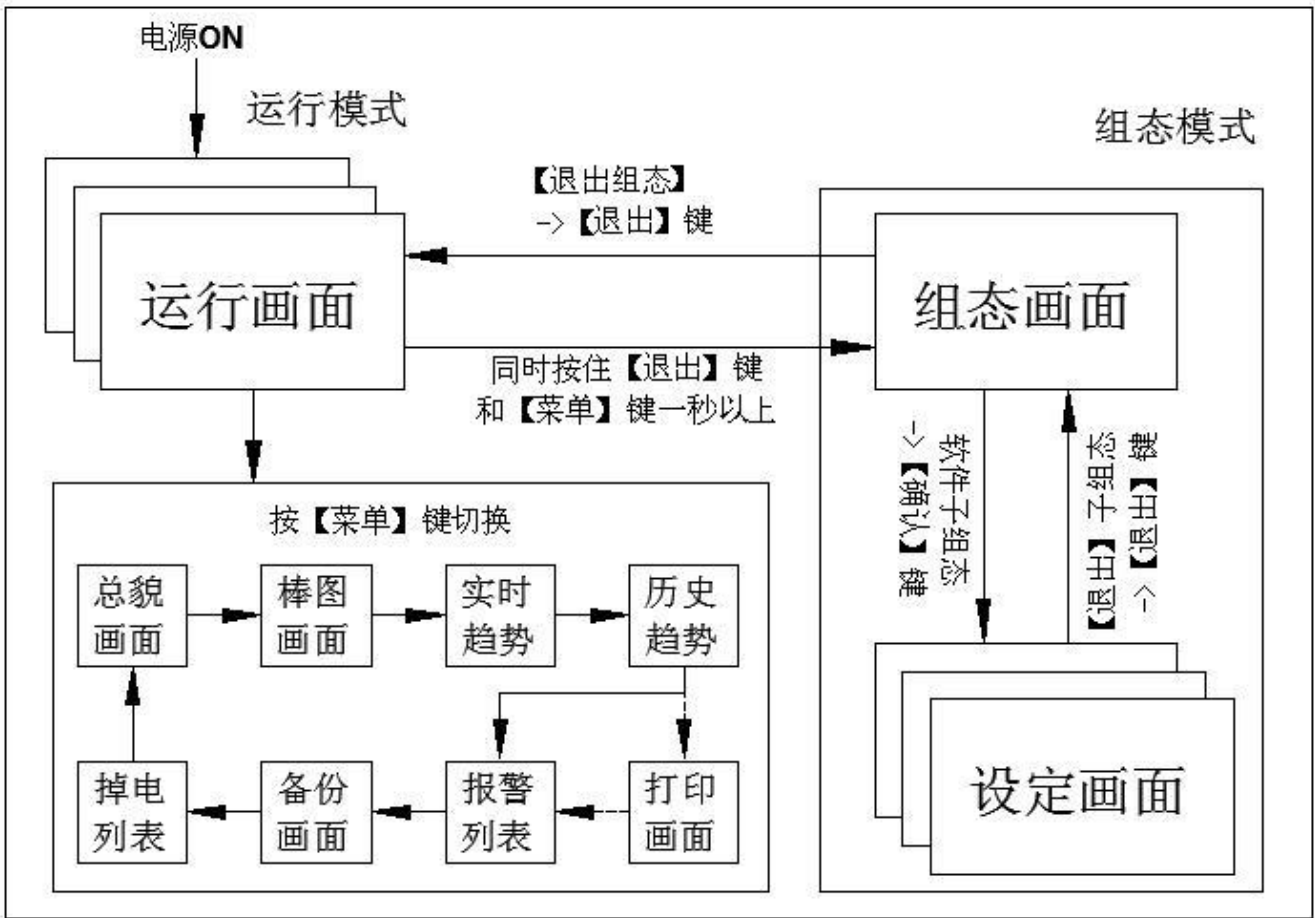 电源ON
运行模式
组态模式
【退出组态】
->【退出】键
运行画面
组态画面
同时按住【退出】键
和【菜单】键一秒以上
软件子组态
->【确认】键
【退出】子组态
->【退出】键
按【菜单】键切换
总貌
画面
棒图
画面
实时
趋势
历史
趋势
掉电
列表
备份
画面
报警
列表
打印
画面
设定画面